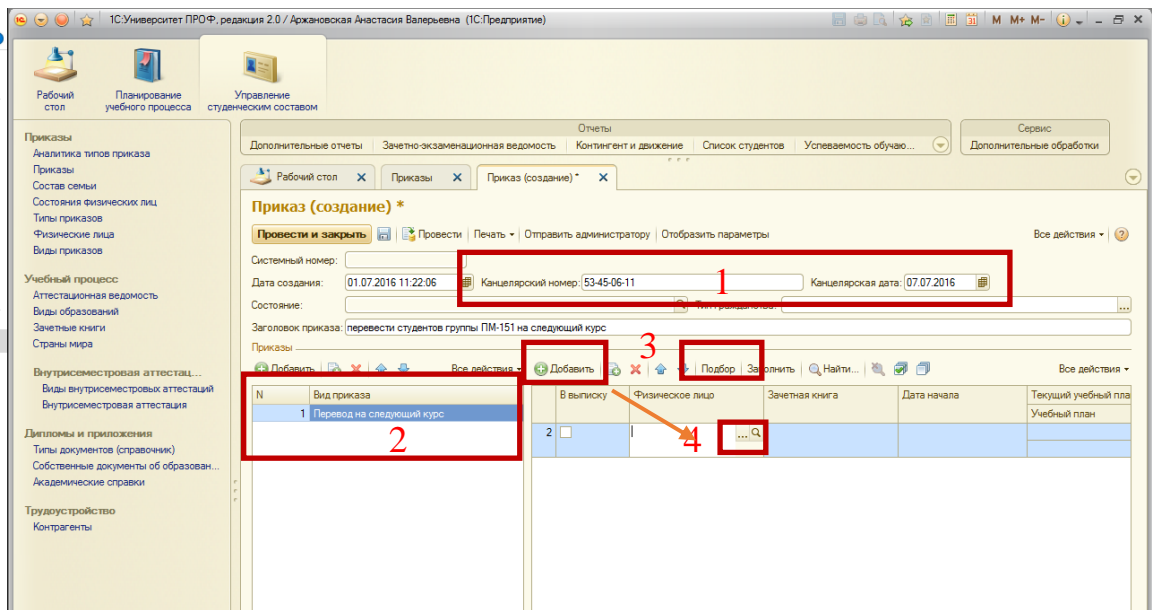 1С:Университет ПРОФ, редакция 2.0 / Аржановская Анастасия Валерьевна (1С:Предприятие)
M M+ M-
Рабочий стол
Планирование учебного процесса
Управление студенческим составом
Приказы
Аналитика типов приказа
Приказы
Состав семьи
Состояния физических лиц
Типы приказов
Физические лица
Виды приказов
Учебный процесс
Аттестационная ведомость
Виды образований
Зачетные книги
Страны мира
Внутрисеместровая аттестац...
Виды внутрисеместровых аттестаций
Внутрисеместровая аттестация
Дипломы и приложения
Типы документов (справочник)
Собственные документы об образован...
Академические справки
Трудоустройство
Контрагенты
Отчеты
Дополнительные отчеты Зачетно-экзаменационная ведомость Контингент и движение Список студентов Успеваемость обучаю...
Сервис
Дополнительные обработки
Рабочий стол Приказы Приказ (создание) *
Приказ (создание) *
Провести и закрыть Провести Печать Отправить администратору Отобразить параметры Все действия
Системный номер:
Дата создания: 01.07.2016 11:22:06 Канцелярский номер: 53-45-06-11 Канцелярская дата: 07.07.2016
1
Состояние:
Заголовок приказа: перевести студентов группы ПМ-151 на следующий курс
Приказы
3
Добавить Все действия Добавить Подбор Заполнить Найти... Все действия
N Вид приказа В выписку Физическое лицо Зачетная книга Дата начала Текущий учебный пла
Учебный план
1 Перевод на следующий курс
2
2
...
4